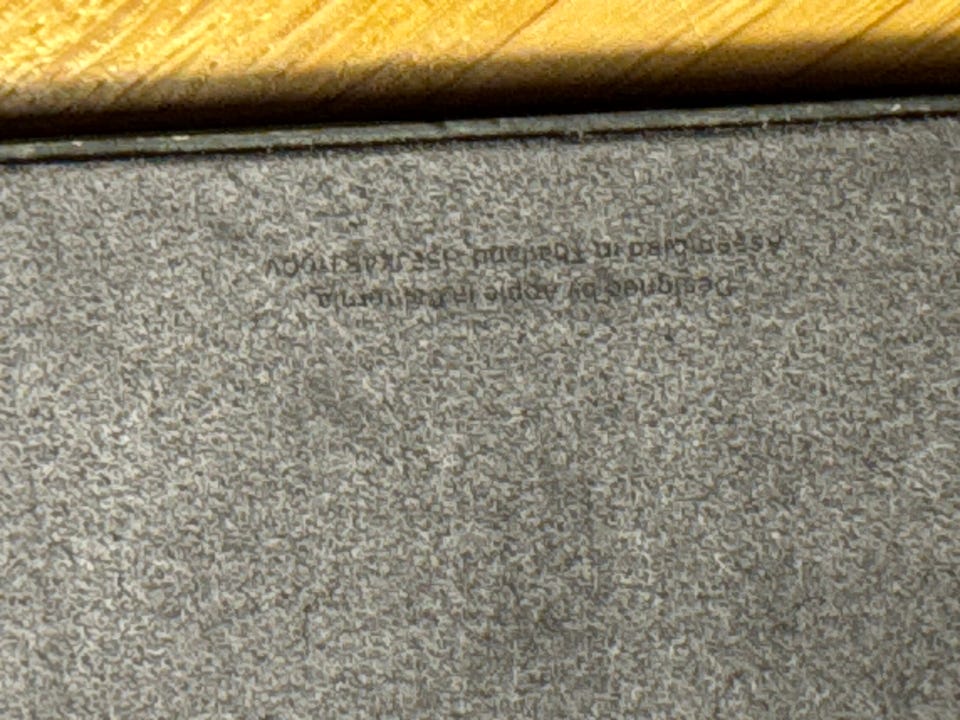 Designed by Apple in California
Assembled in Thailand